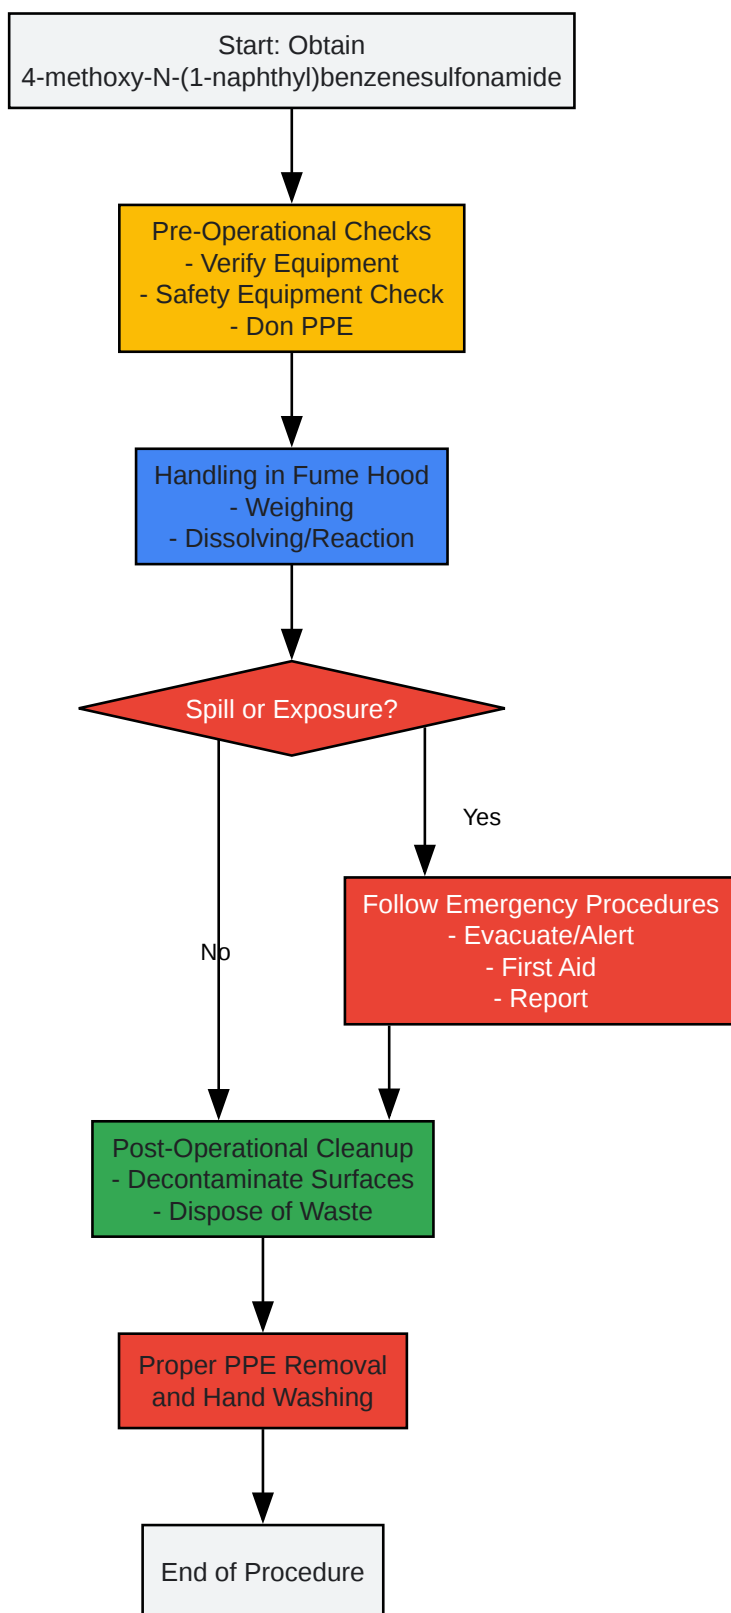 Start: Obtain
4-methoxy-N-(1-naphthyl)benzenesulfonamide
Pre-Operational Checks
- Verify Equipment
- Safety Equipment Check
- Don PPE
Handling in Fume Hood
- Weighing
- Dissolving/Reaction
Spill or Exposure?
Yes
Follow Emergency Procedures
- Evacuate/Alert
- First Aid
- Report
No
Post-Operational Cleanup
- Decontaminate Surfaces
- Dispose of Waste
Proper PPE Removal
and Hand Washing
End of Procedure